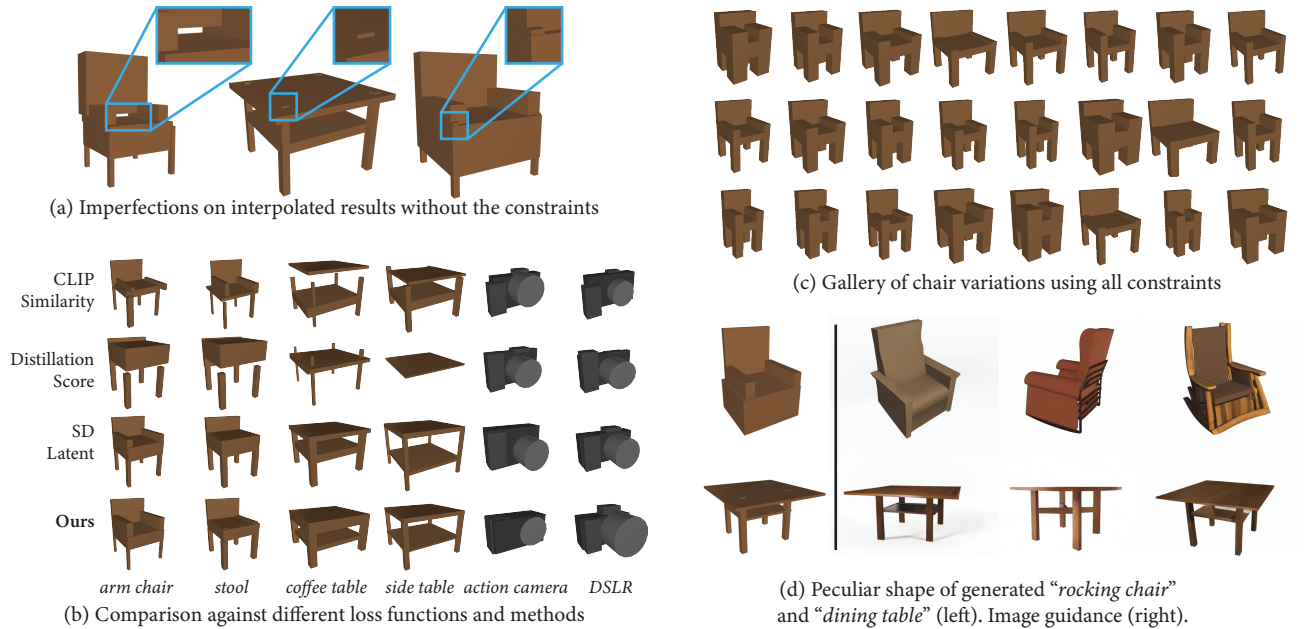 (a) Imperfections on interpolated results without the constraints
CLIP
Similarity
Distillation
Score
SD
Latent
Ours
arm chair
stool
coffee table
side table
action camera
DSLR
(b) Comparison against different loss functions and methods
(c) Gallery of chair variations using all constraints
(d) Peculiar shape of generated “rocking chair”
and “dining table” (left). Image guidance (right).